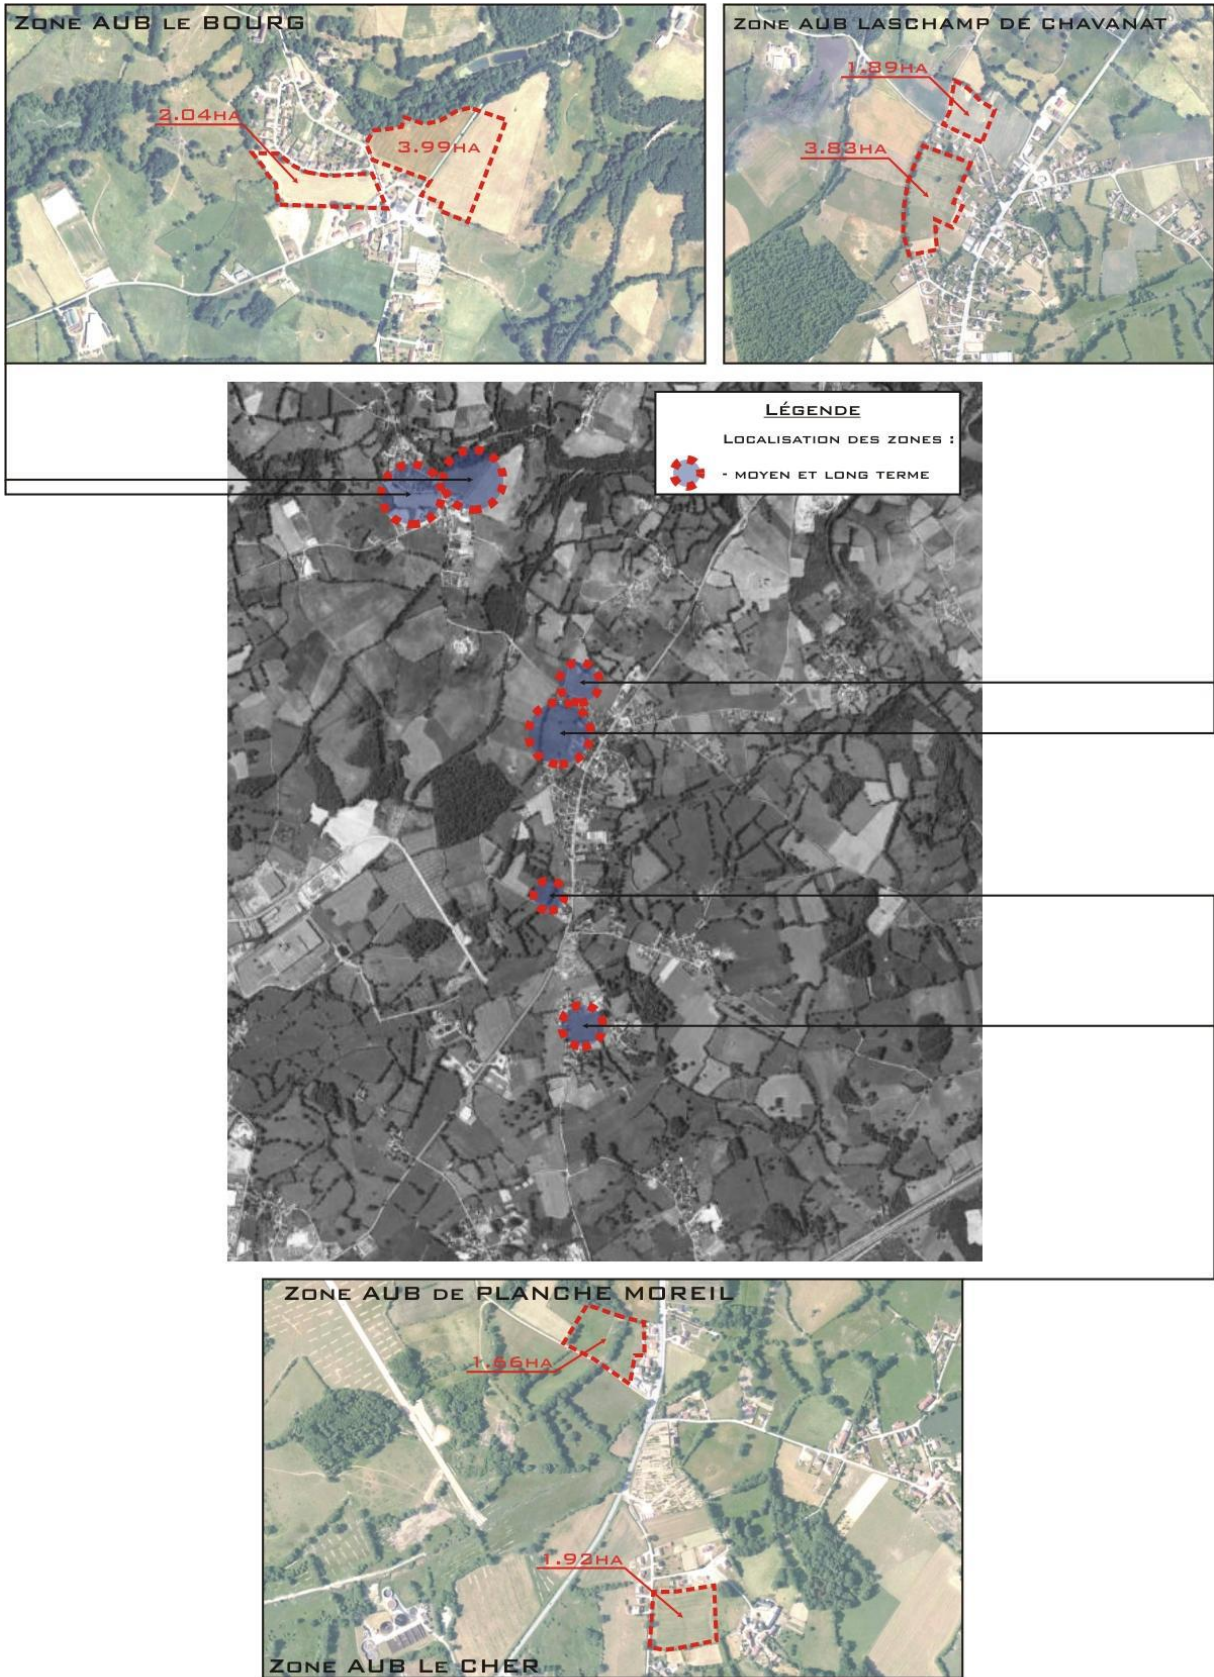 Zone AUB le BOURG
2.04ha
3.99ha
Zone AUB LASCHAMP DE CHAVANAT
1.89ha
3.83ha
Légende
Localisation des zones :
- moyen et long terme
Zone AUB de PLANCHE MOREIL
1.66ha
1.92ha
Zone AUB Le CHER